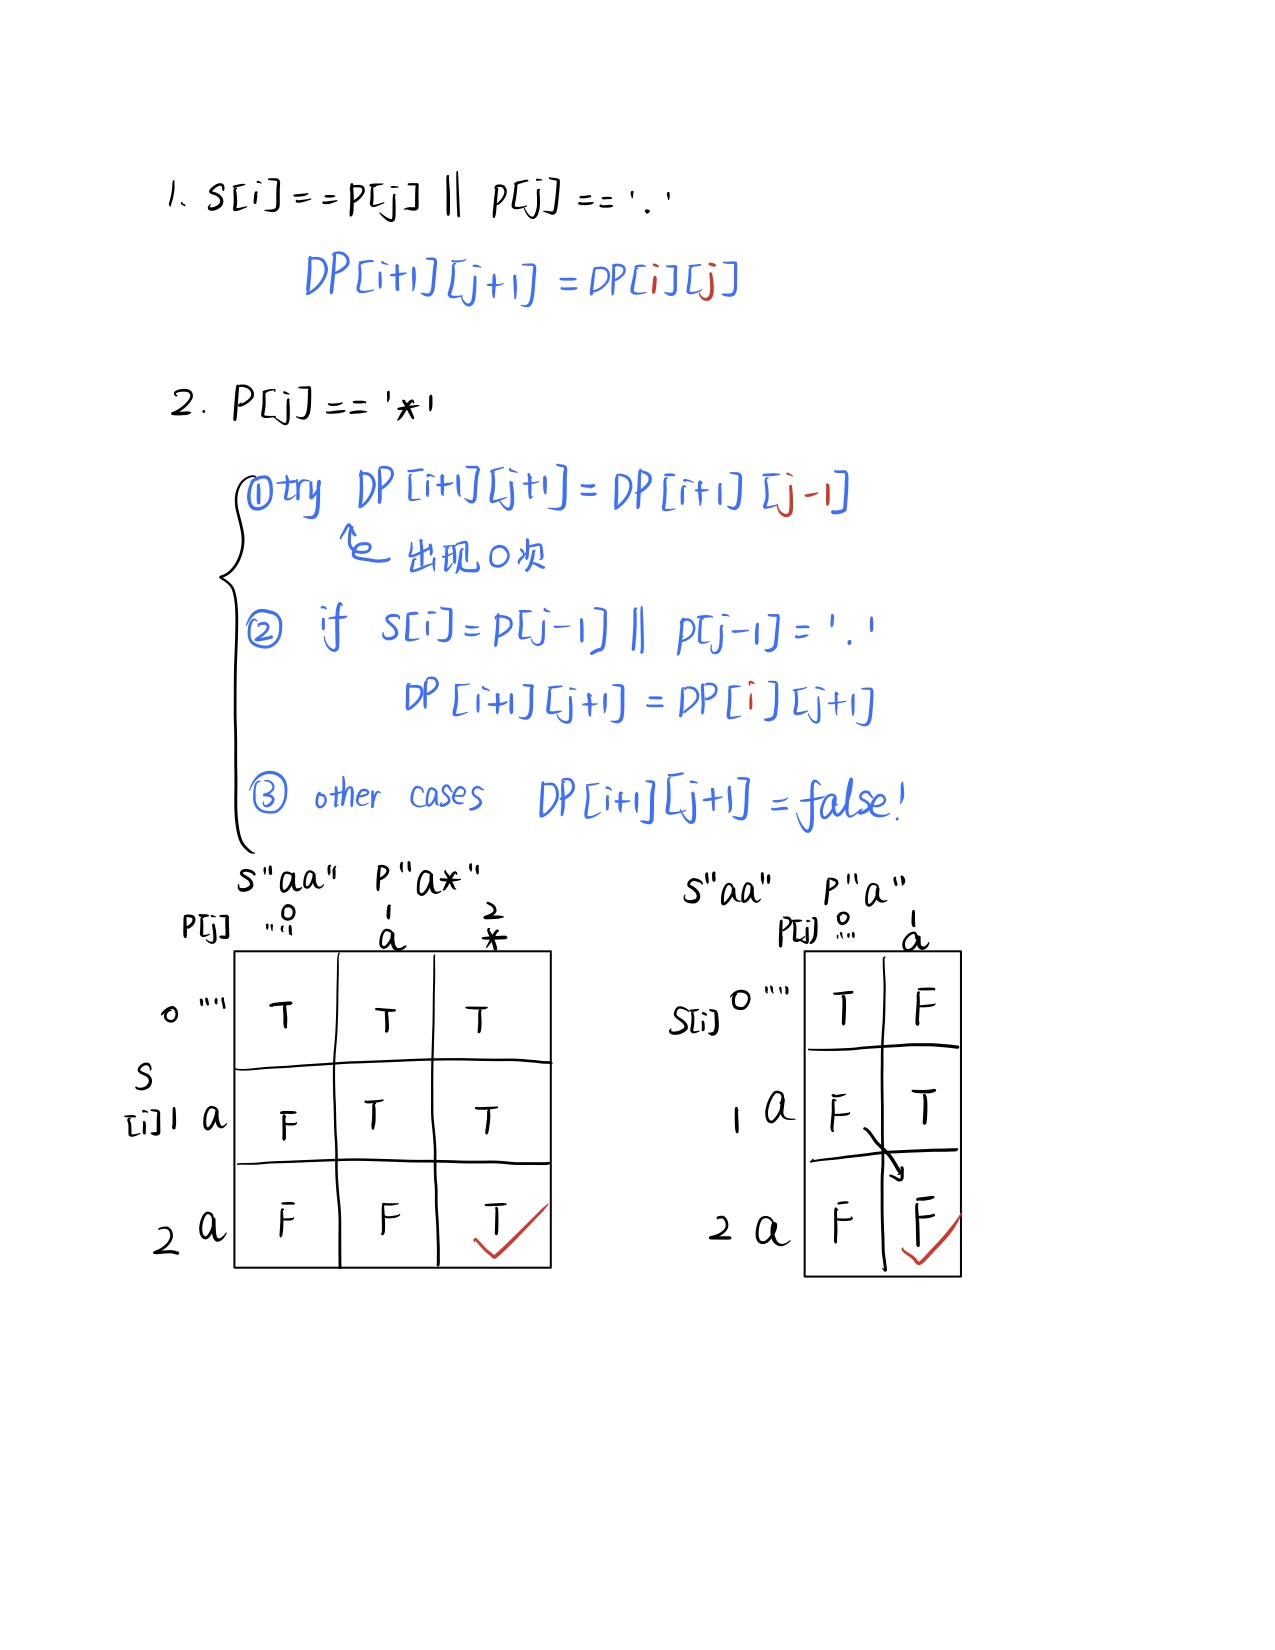 1. S[i]==P[j] || P[j]=='.'
DP[i+1][j+1]=DP[i][j]
2. P[j]=='*'
①try DP[i+1][j+1]=DP[i+1][j-1]
出现0次
② if S[i]=P[j-1] || P[j-1]='.'
DP[i+1][j+1]=DP[i][j+1]
③ other cases DP[i+1][j+1]=false!
S"aa" P"a*"
0 1 2
P[j] "" a *
0 "" T T T
S
[i] 1 a F T T
2 a F F T
S"aa" P"a"
0 1
P[j] "" a
S[i] 0 "" T F
1 a F T
2 a F F